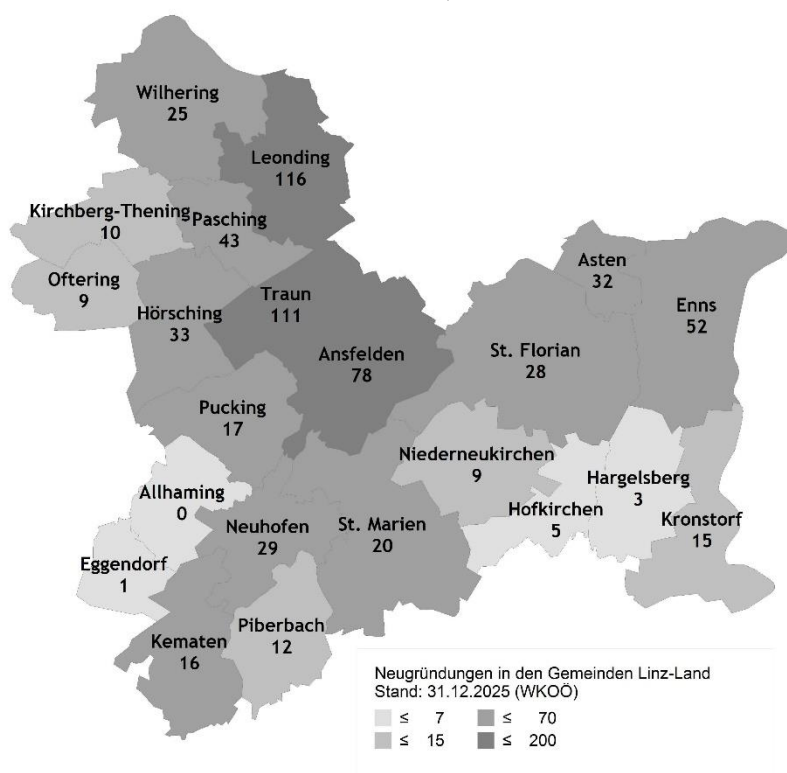 Wilhering
25
Leonding
116
Kirchberg-Thening
10
Pasching
43
Oftering
9
Hörsching
33
Traun
111
Ansfelden
78
Asten
32
Enns
52
St. Florian
28
Pucking
17
Niederneukirchen
9
Hargelsberg
3
Hofkirchen
5
Kronstorf
15
Allhaming
0
Neuhofen
29
St. Marien
20
Eggendorf
1
Piberbach
12
Kematen
16
Neugründungen in den Gemeinden Linz-Land
Stand: 31.12.2025 (WKOÖ)
≤ 7
≤ 70
≤ 15
≤ 200